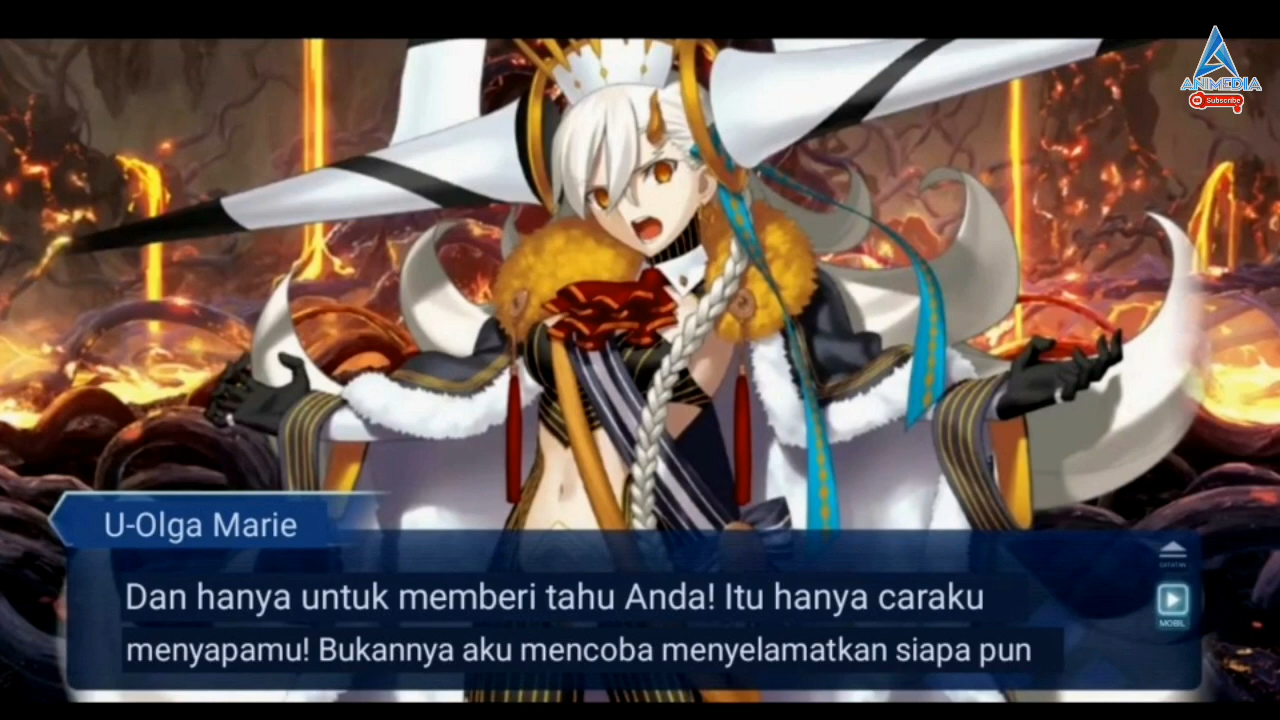 ANIMEDIA
Subscribe
U-Olga Marie
Dan hanya untuk memberi tahu Anda! Itu hanya caraku
menyapamu! Bukannya aku mencoba menyelamatkan siapa pun
CATATAN
MOBIL